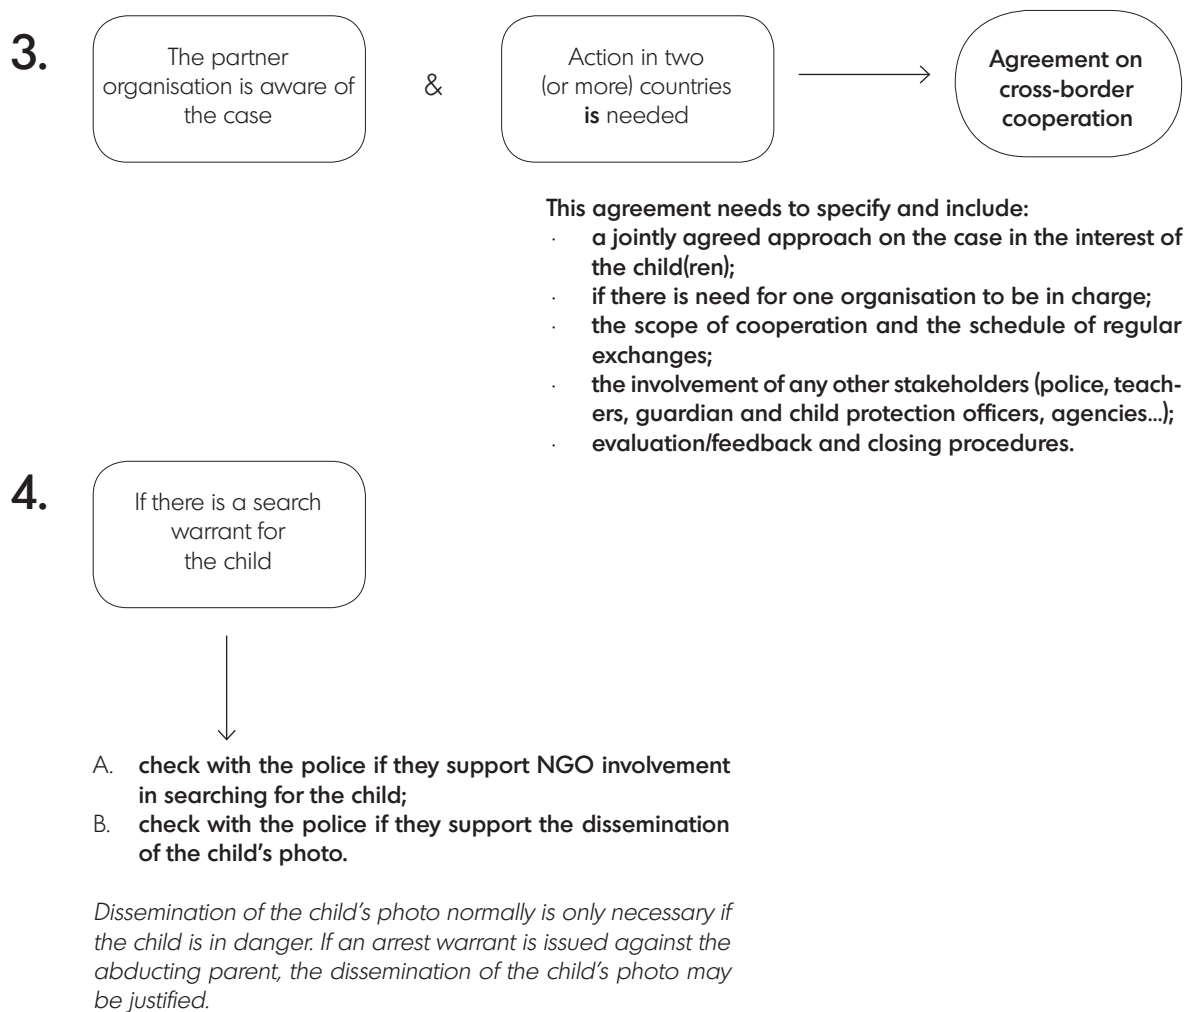 3.
The partner
organisation is aware of
the case
&
Action in two
(or more) countries
is needed
Agreement on
cross-border
cooperation
This agreement needs to specify and include:
· a jointly agreed approach on the case in the interest of
the child(ren);
· if there is need for one organisation to be in charge;
· the scope of cooperation and the schedule of regular
exchanges;
· the involvement of any other stakeholders (police, teach-
ers, guardian and child protection officers, agencies...);
· evaluation/feedback and closing procedures.
4.
If there is a search
warrant for
the child
A. check with the police if they support NGO involvement
in searching for the child;
B. check with the police if they support the dissemination
of the child's photo.
Dissemination of the child's photo normally is only necessary if
the child is in danger. If an arrest warrant is issued against the
abducting parent, the dissemination of the child's photo may
be justified.